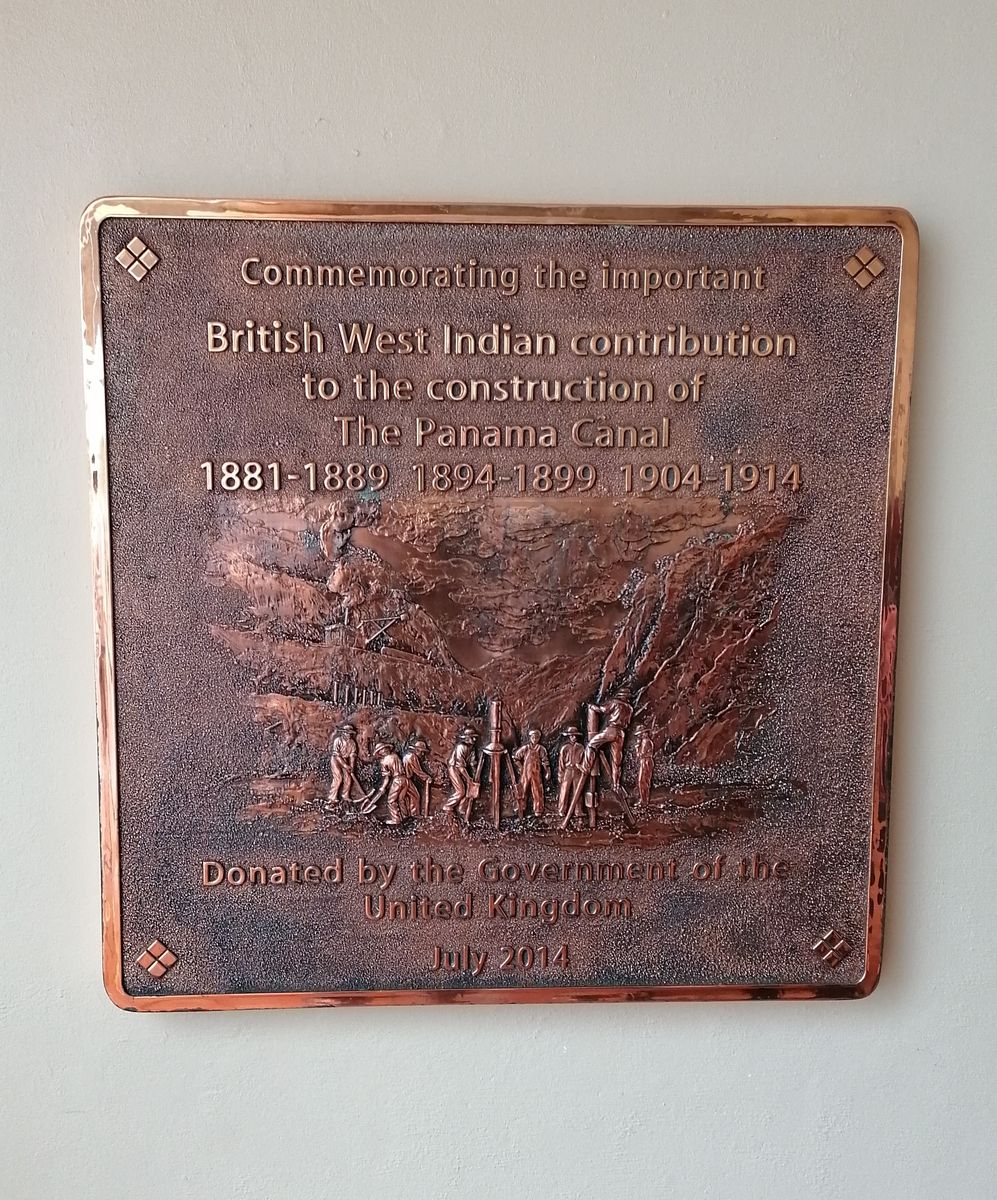 Commemorating the important
British West Indian contribution
to the construction of
The Panama Canal
1881-1889 1894-1899 1904-1914
Donated by the Government of the
United Kingdom
July 2014